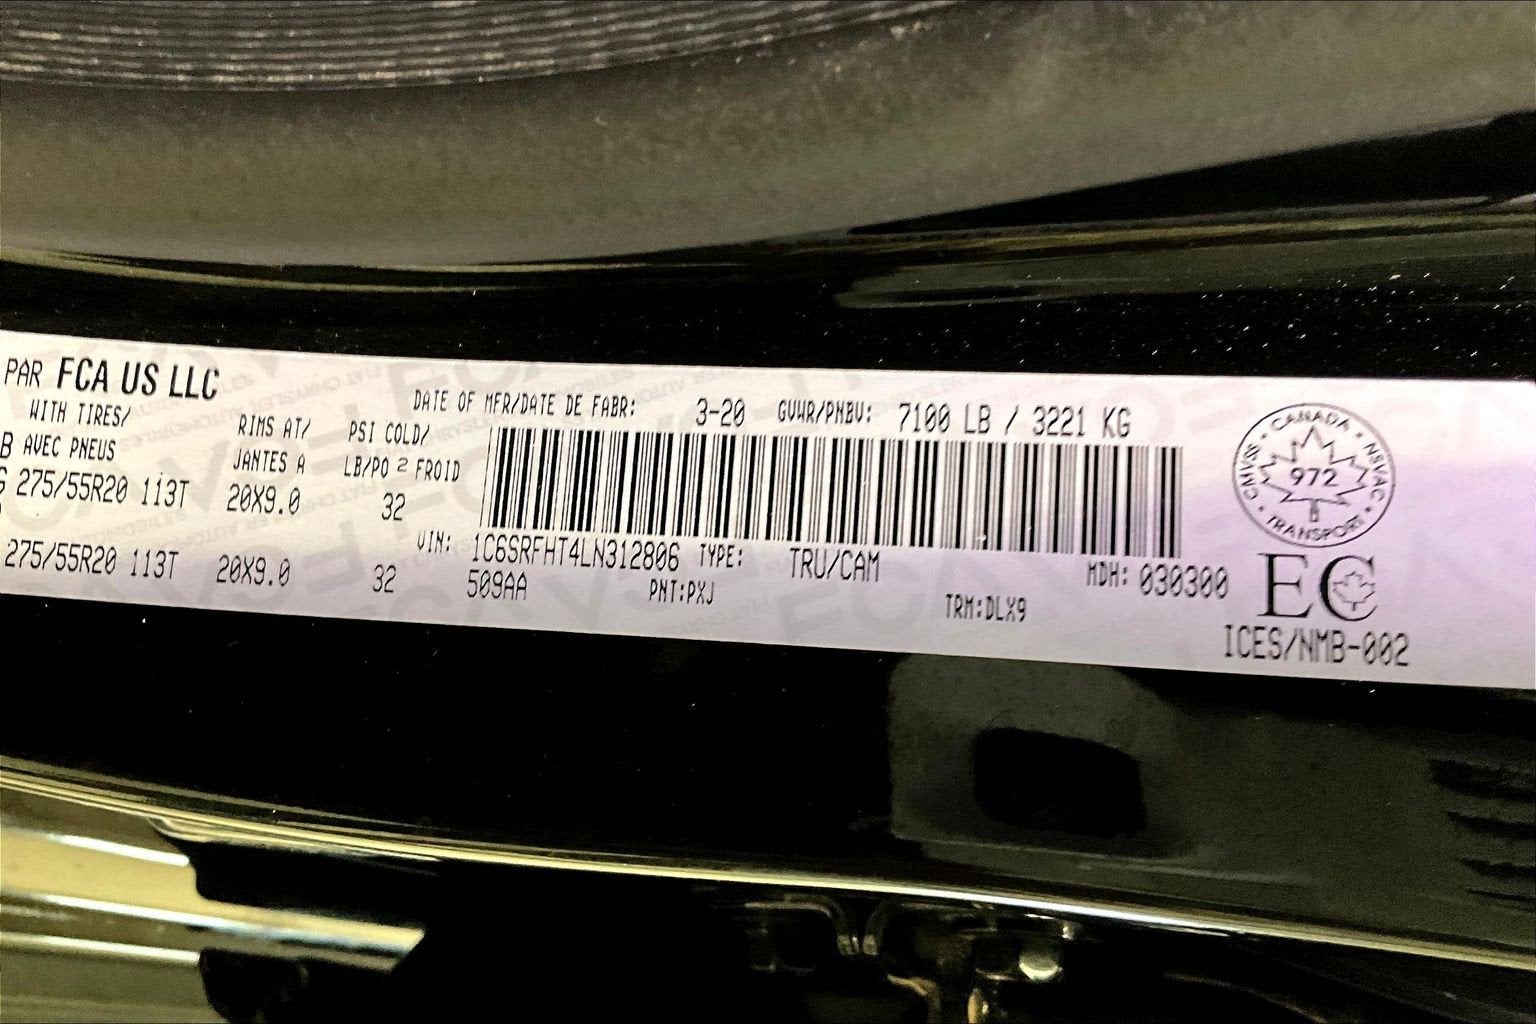 PAR FCA US LLC
WITH TIRES/
B AVEC PNEUS
275/55R20 113T
275/55R20 113T
RIMS AT/
JANTES A
20X9.0
20X9.0
PSI COLD/
LB/PO 2 FROID
32
32
DATE OF MFR/DATE DE FABR: 3-20 GVWR/PNBV: 7100 LB / 3221 KG
VIN: 1C6SRFHT4LN312806 TYPE: TRU/CAM MDH: 030300
509AA PNT:PXJ TRM:DLX9
CANADA
CMVSS 972 NSVAC
TRANSPORT
EC
ICES/NMB-002